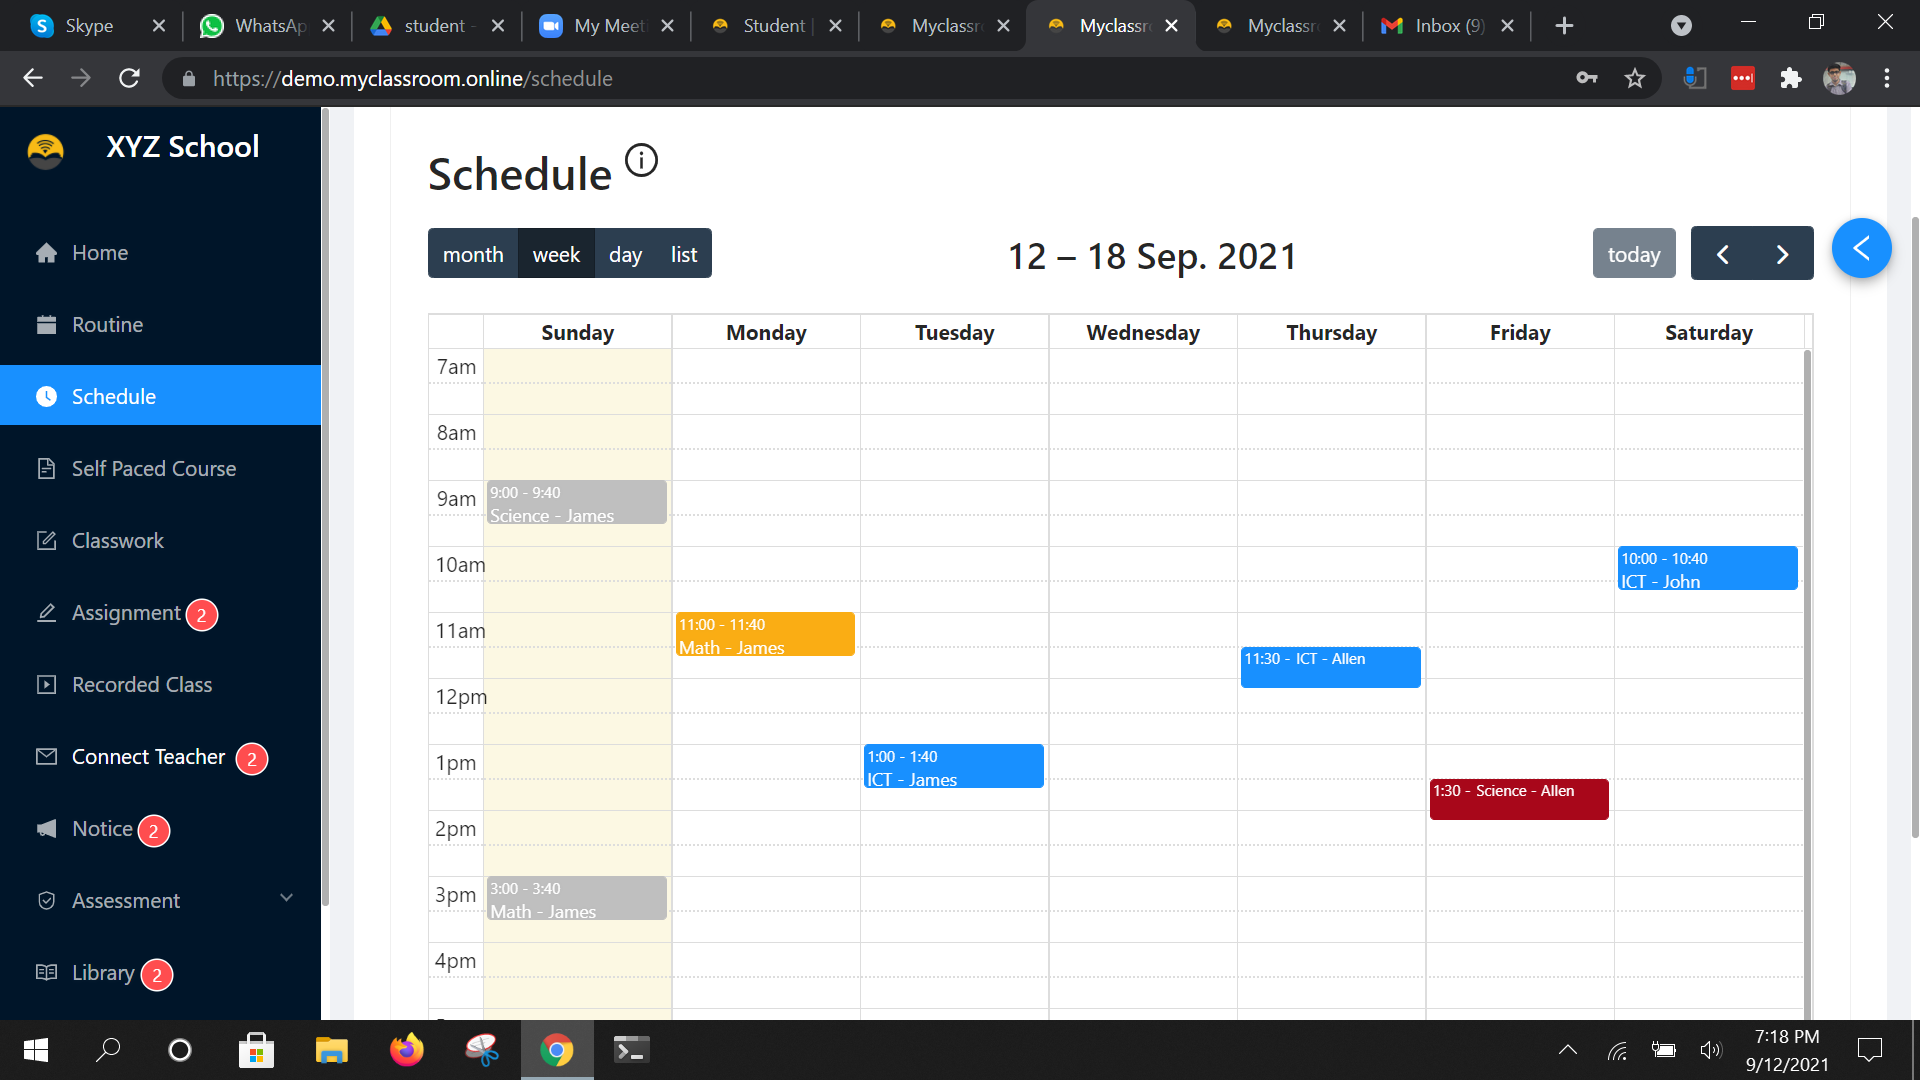 Skype
WhatsAp
student -
My Meeti
Student |
Myclassr
Myclassr
Myclassr
Inbox (9)
https://demo.myclassroom.online/schedule
XYZ School
Home
Routine
Schedule
Self Paced Course
Classwork
Assignment 2
Recorded Class
Connect Teacher 2
Notice 2
Assessment
Library 2
Schedule
month week day list
12 – 18 Sep. 2021
today
Sunday Monday Tuesday Wednesday Thursday Friday Saturday
7am
8am
9am
9:00 - 9:40
Science - James
10am
10:00 - 10:40
ICT - John
11am
11:00 - 11:40
Math - James
11:30 - ICT - Allen
12pm
1pm
1:00 - 1:40
ICT - James
1:30 - Science - Allen
2pm
3pm
3:00 - 3:40
Math - James
4pm
7:18 PM
9/12/2021